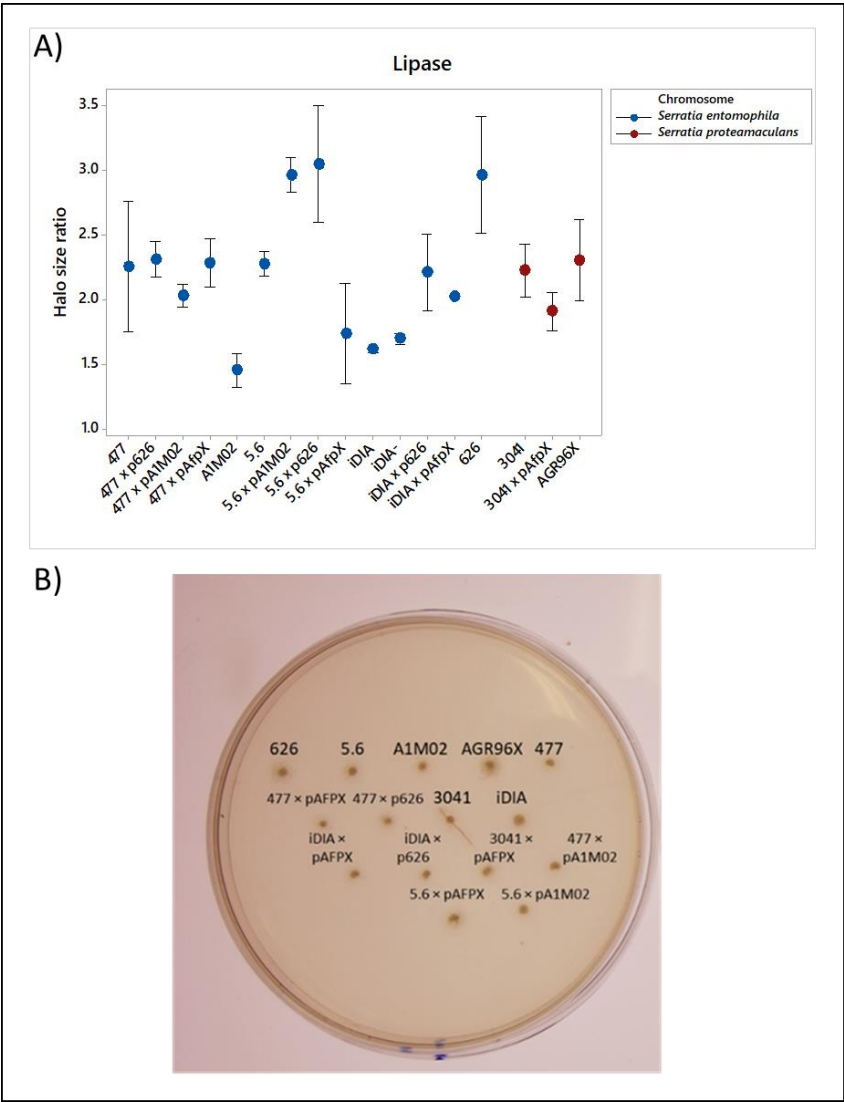 A)
Lipase
Chromosome
Serratia entomophila
Serratia proteamaculans
Halo size ratio
3.5
3.0
2.5
2.0
1.5
1.0
477
477 x p626
477 x pA1M02
477 x pAfpX
A1M02
5.6
5.6 x pA1M02
5.6 x p626
5.6 x pAfpX
iDIA
iDIA-
iDIA x p626
iDIA x pAfpX
626
3041
3041 x pAfpX
AGR96X
B)
626 5.6 A1M02 AGR96X 477
477 × pAFPX 477 × p626 3041 iDIA
iDIA × iDIA × 3041 × 477 ×
pAFPX p626 pAFPX pA1M02
5.6 × pAFPX 5.6 × pA1M02